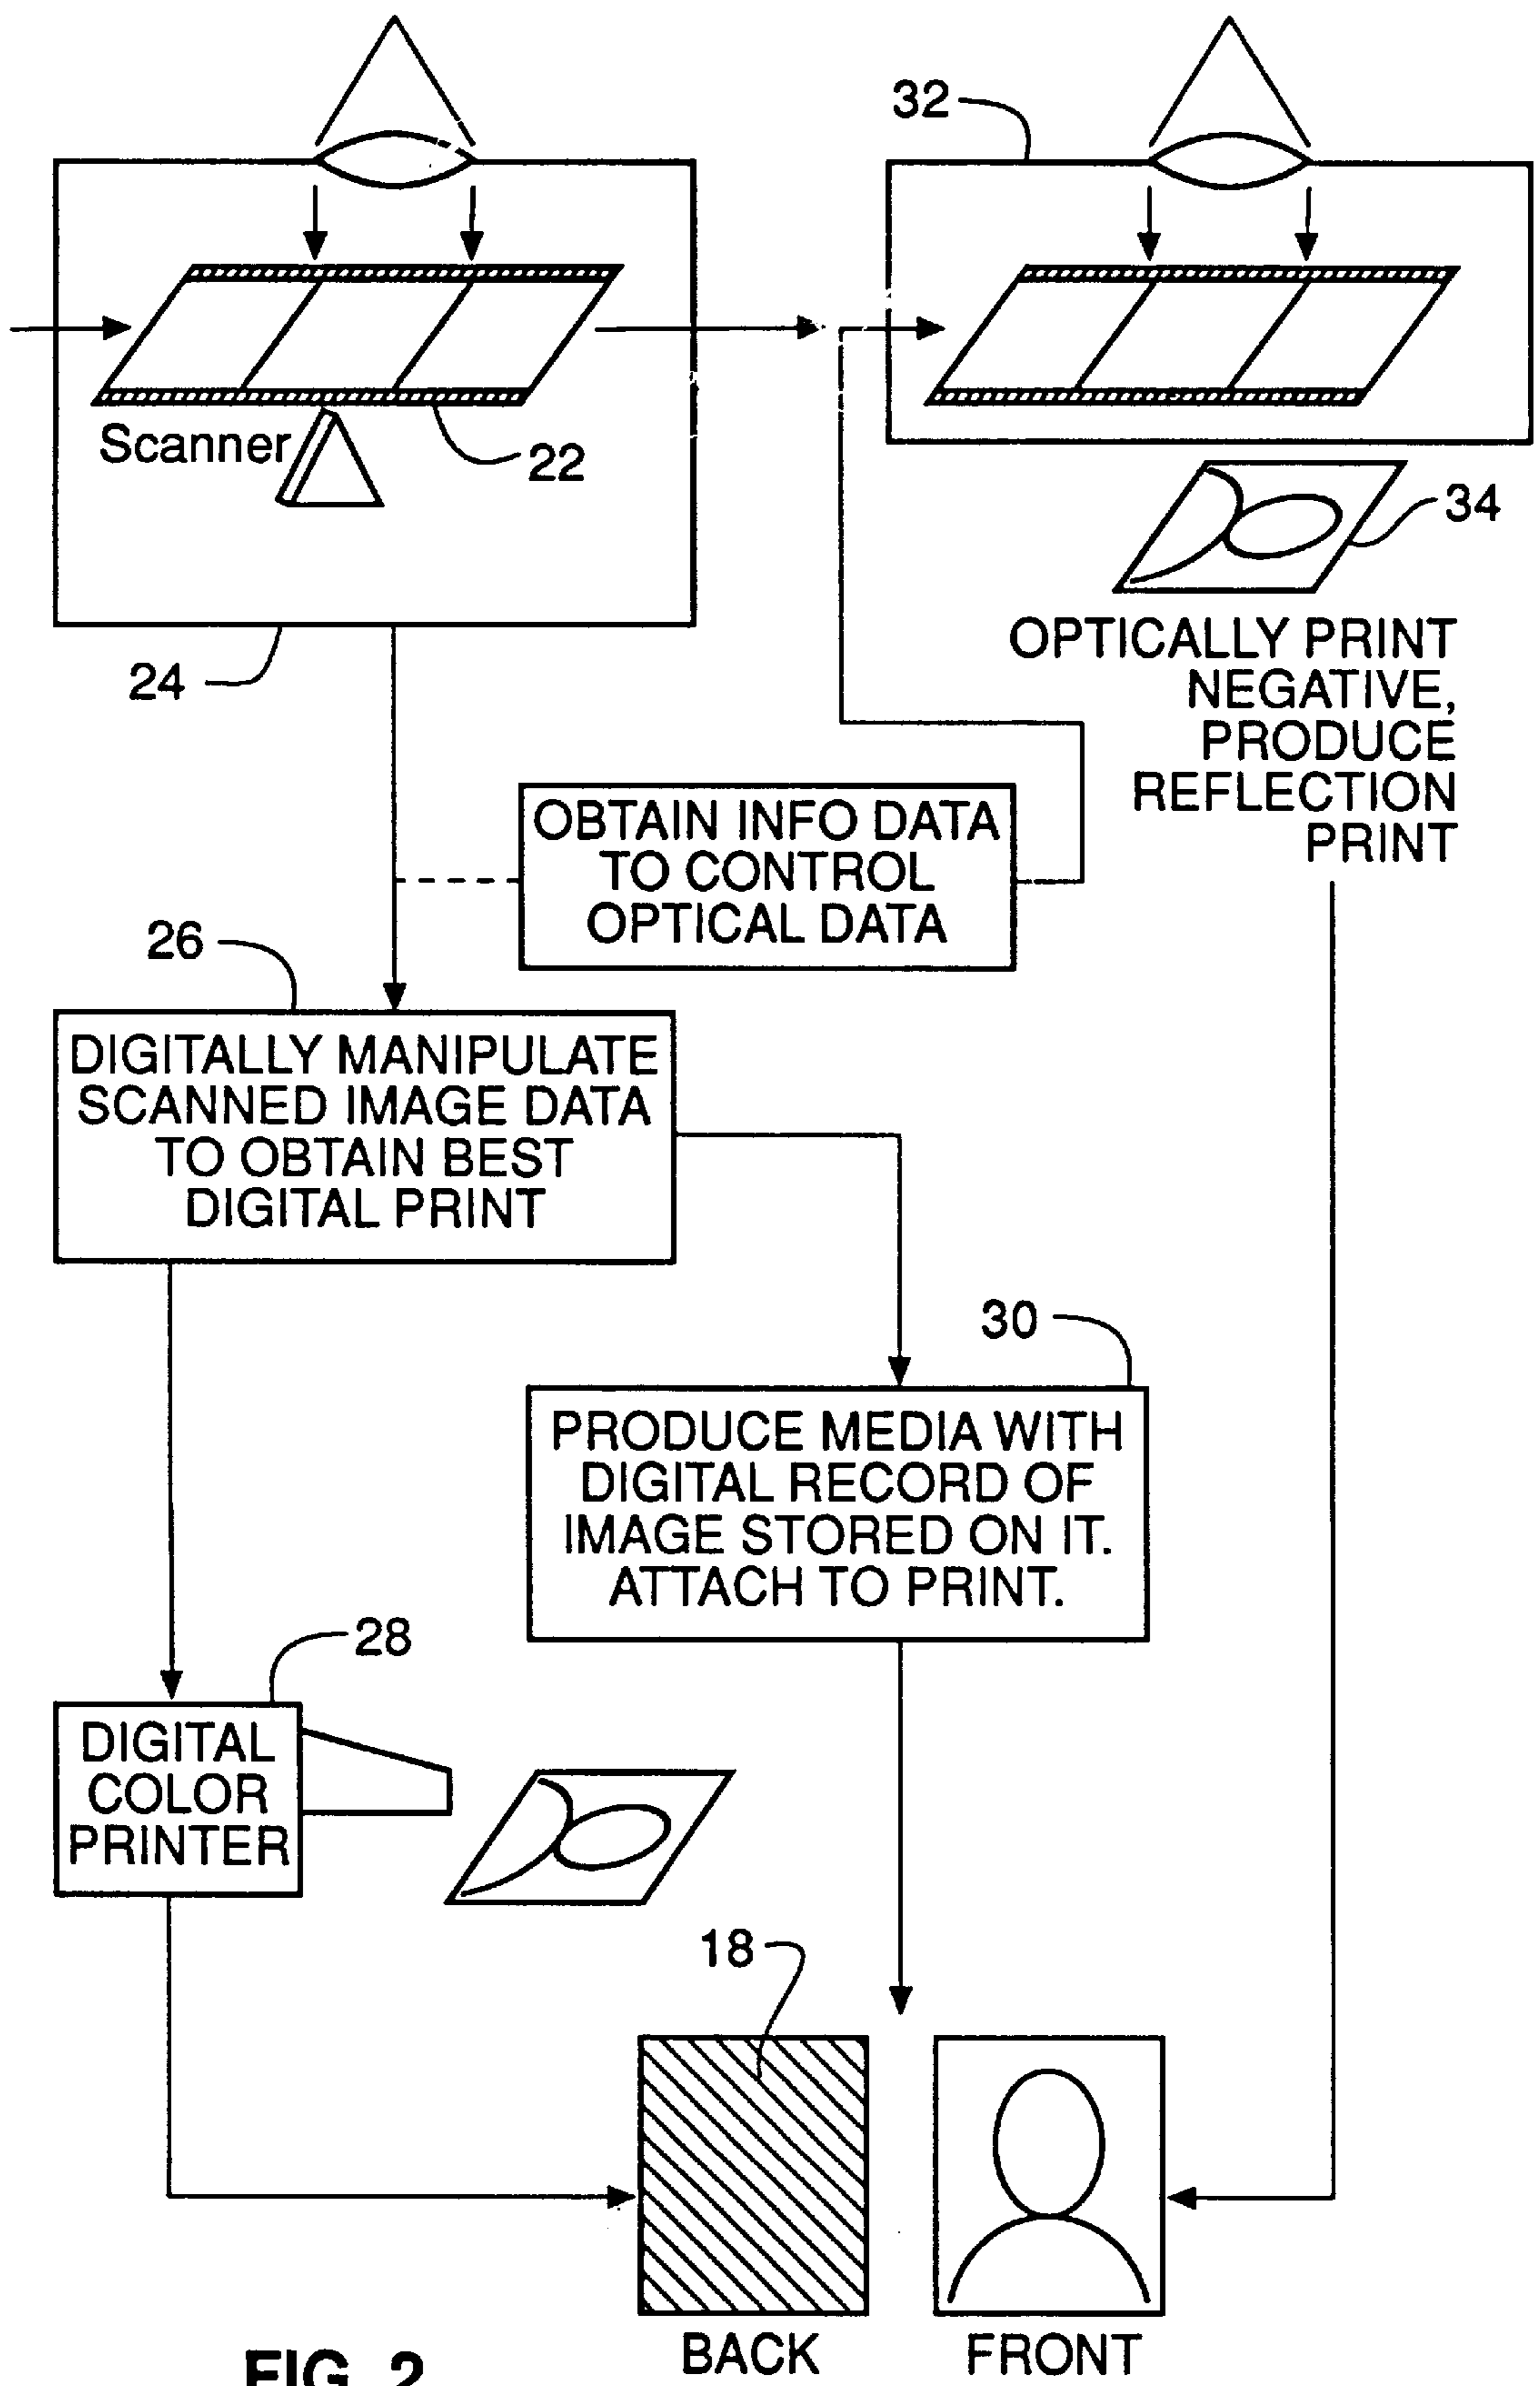 32
Scanner
22
34
24
OPTICALLY PRINT
NEGATIVE,
PRODUCE
REFLECTION
PRINT
OBTAIN INFO DATA
TO CONTROL
OPTICAL DATA
26
DIGITALLY MANIPULATE
SCANNED IMAGE DATA
TO OBTAIN BEST
DIGITAL PRINT
30
PRODUCE MEDIA WITH
DIGITAL RECORD OF
IMAGE STORED ON IT.
ATTACH TO PRINT.
28
DIGITAL
COLOR
PRINTER
18
BACK
FRONT
FIG. 2